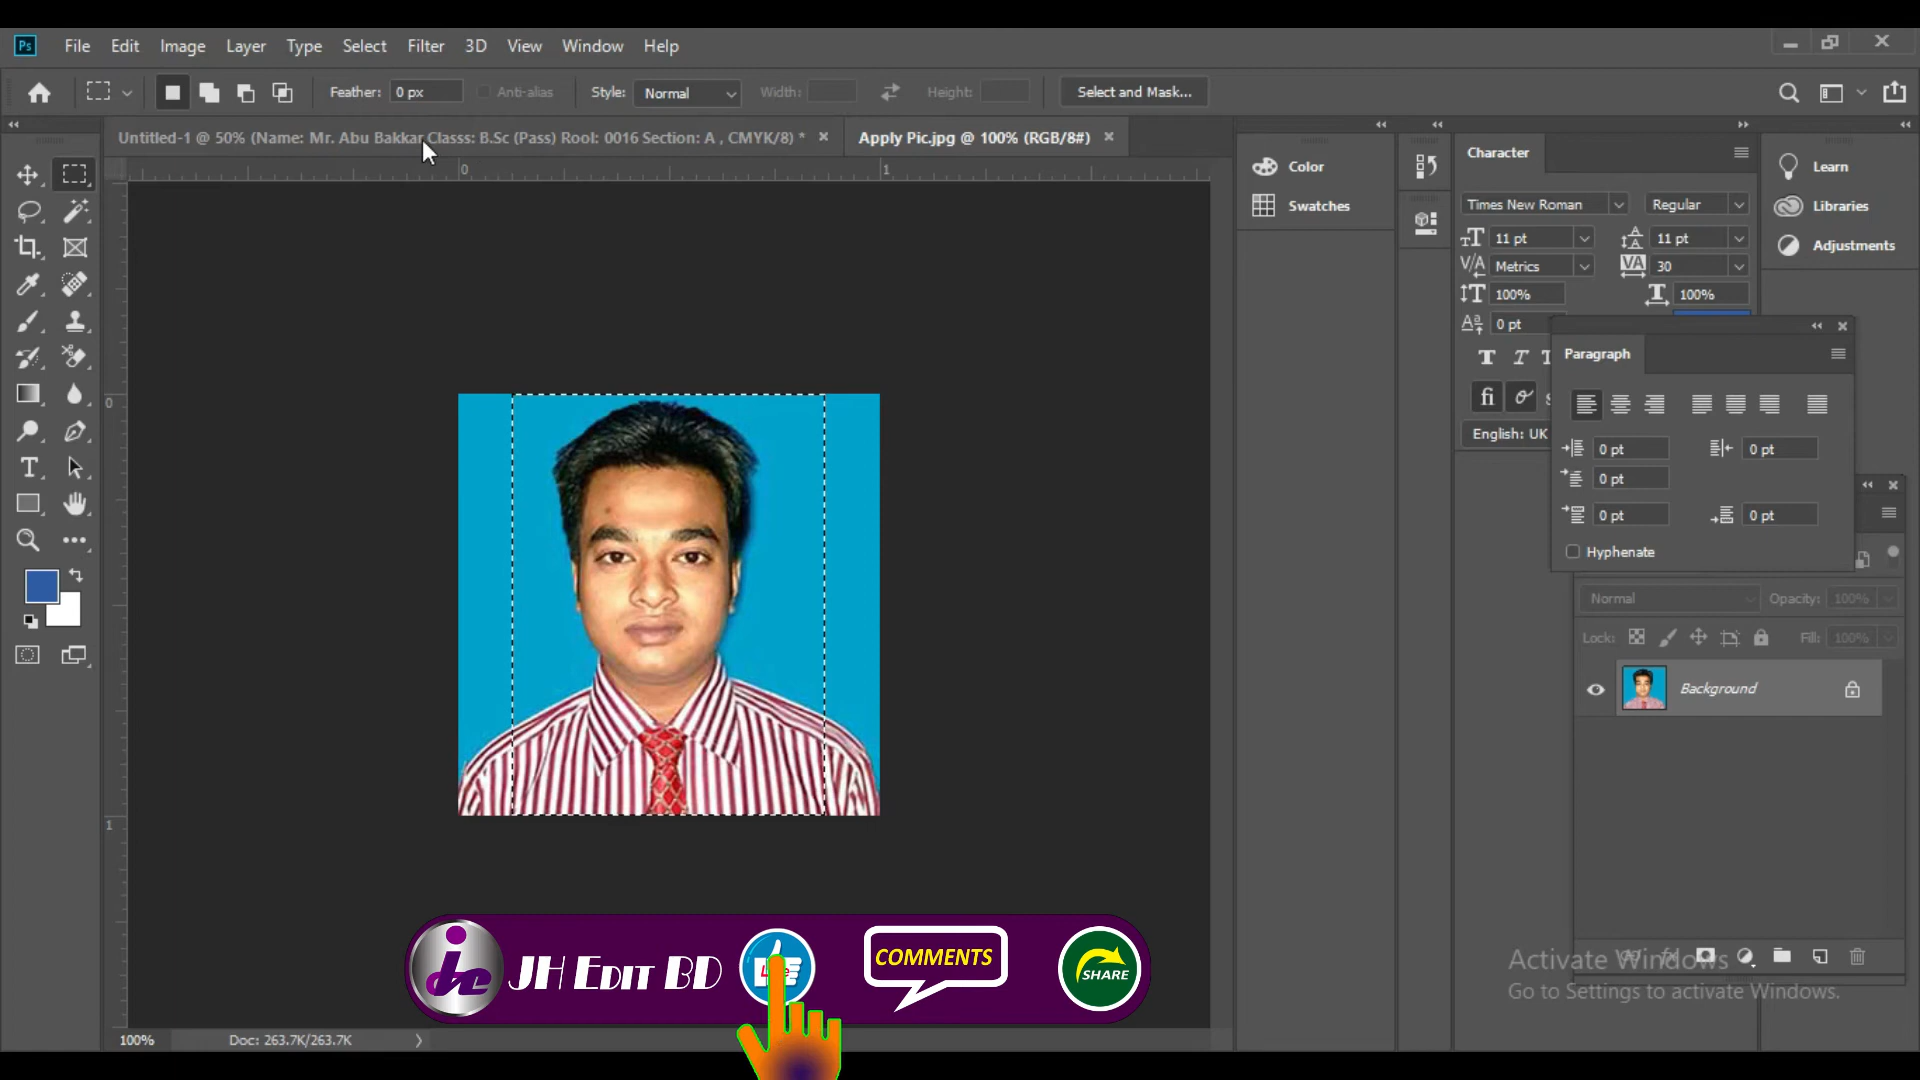 Ps File Edit Image Layer Type Select Filter 3D View Window Help
Feather: 0 px Anti-alias Style: Normal Width: Height: Select and Mask...
Untitled-1 @ 50% (Name: Mr. Abu Bakkar Classs: B.Sc (Pass) Rool: 0016 Section: A , CMYK/8) *
Apply Pic.jpg @ 100% (RGB/8#)
0 1
0
1
Color
Swatches
Character
Times New Roman Regular
11 pt 11 pt
Metrics 30
100% 100%
0 pt
English: UK
Learn
Libraries
Adjustments
Paragraph
0 pt 0 pt
0 pt
0 pt 0 pt
Hyphenate
Normal Opacity: 100%
Lock: Fill: 100%
Background
JH EDIT BD
COMMENTS
SHARE
Activate Windows
Go to Settings to activate Windows.
100% Doc: 263.7K/263.7K